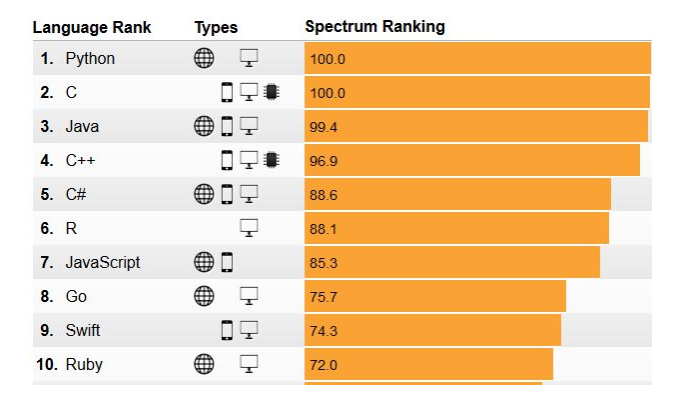 Language Rank Types Spectrum Ranking
1. Python 100.0
2. C 100.0
3. Java 99.4
4. C++ 96.9
5. C# 88.6
6. R 88.1
7. JavaScript 85.3
8. Go 75.7
9. Swift 74.3
10. Ruby 72.0